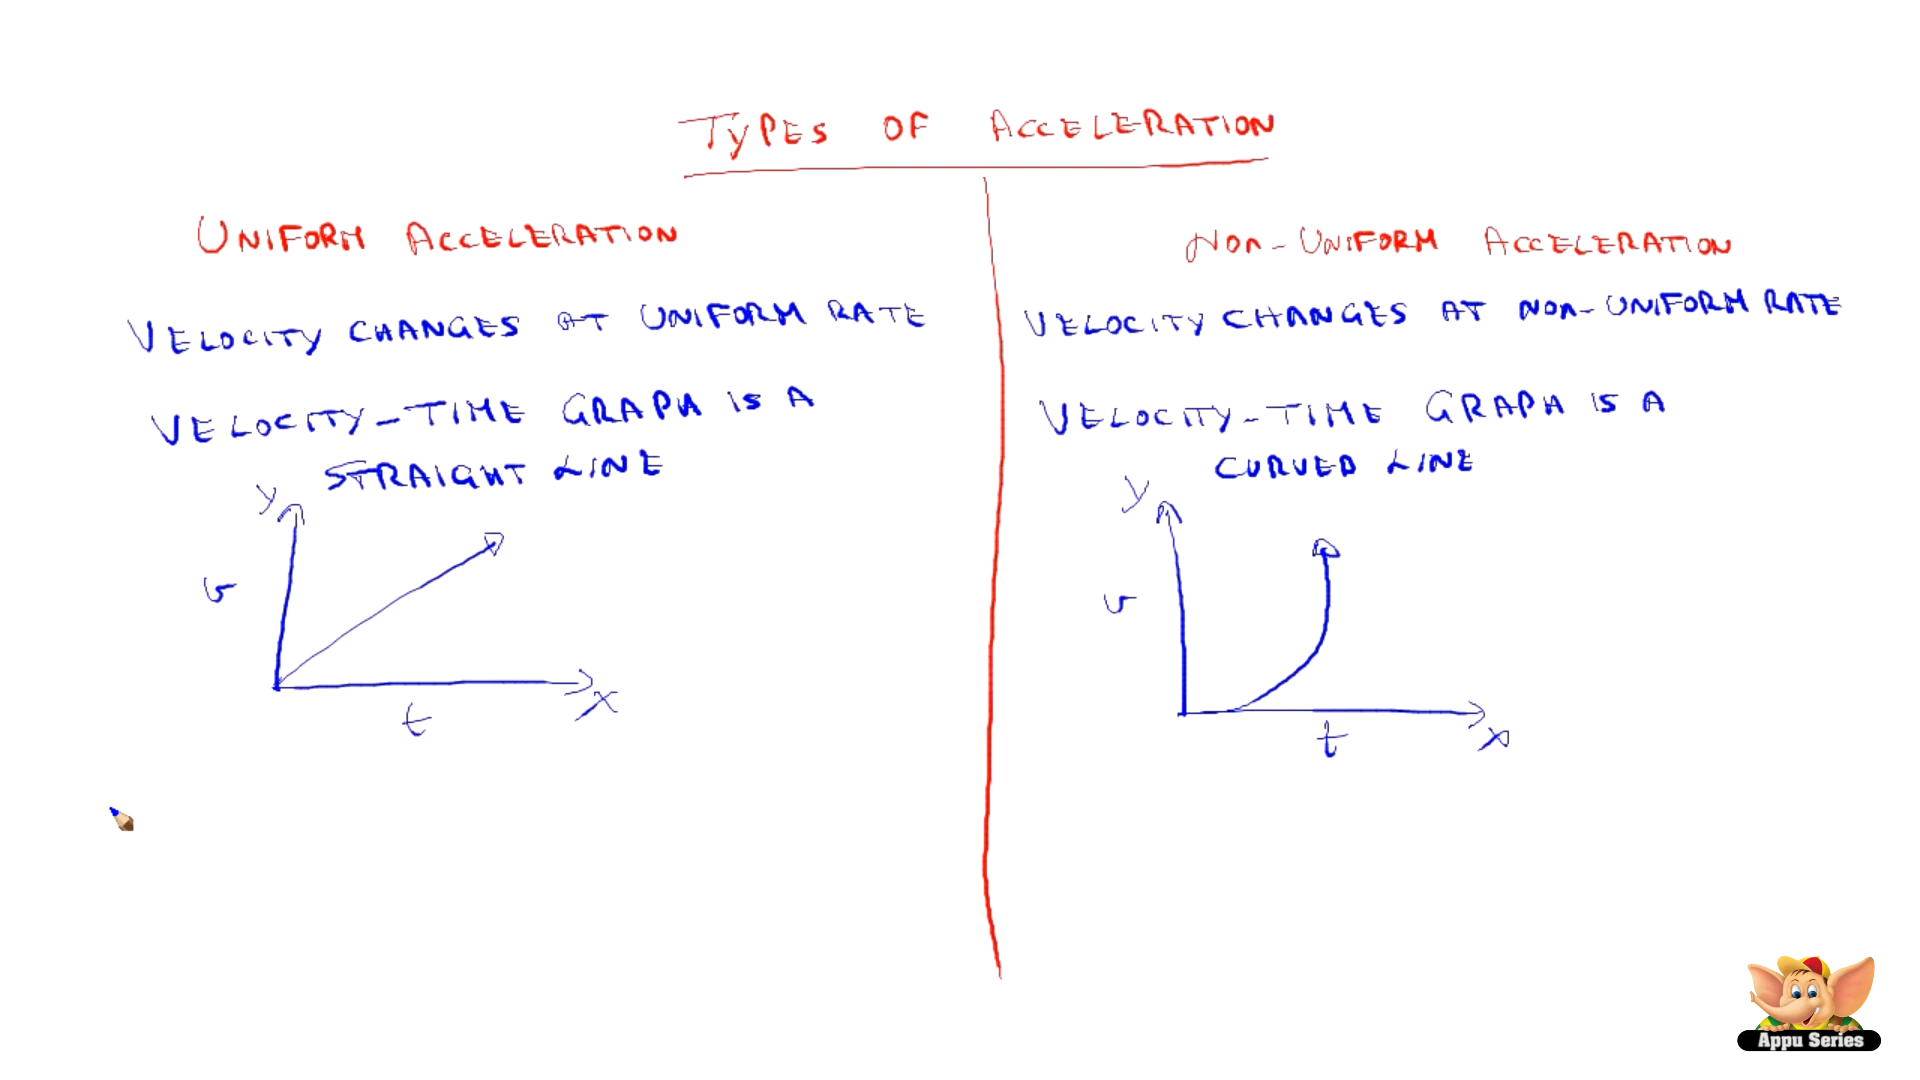 TYPES OF ACCELERATION
UNIFORM ACCELERATION
VELOCITY CHANGES AT UNIFORM RATE
VELOCITY-TIME GRAPH IS A
STRAIGHT LINE
y
v
t
x
NON-UNIFORM ACCELERATION
VELOCITY CHANGES AT NON-UNIFORM RATE
VELOCITY-TIME GRAPH IS A
CURVED LINE
y
v
t
x
Appu Series